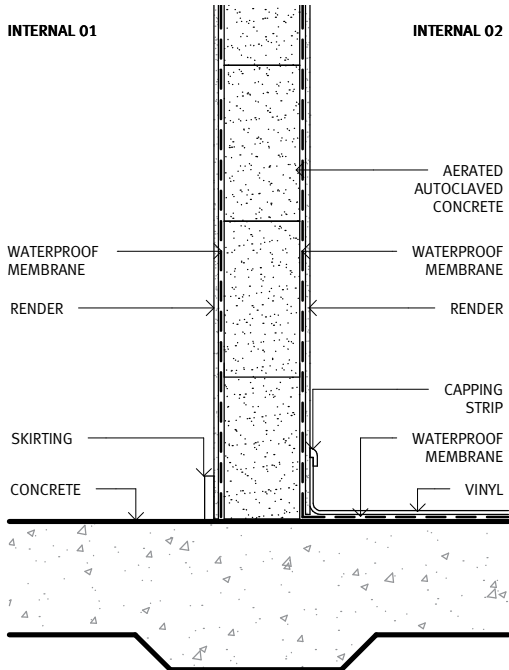 INTERNAL 01
INTERNAL 02
AERATED
AUTOCLAVED
CONCRETE
WATERPROOF
MEMBRANE
WATERPROOF
MEMBRANE
RENDER
RENDER
CAPPING
STRIP
SKIRTING
WATERPROOF
MEMBRANE
CONCRETE
VINYL